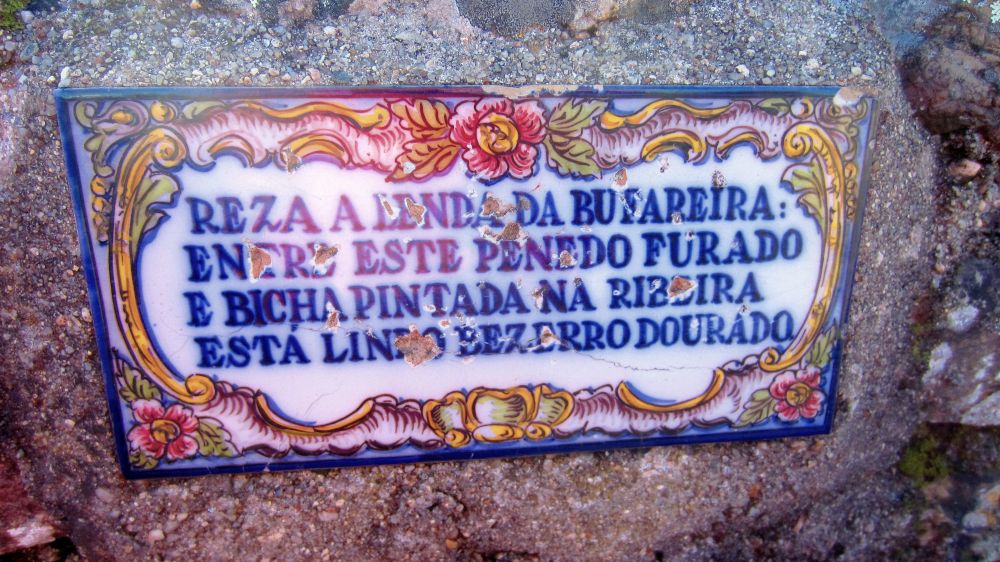 REZA A LENDA DA BUFAREIRA:
ENTRE ESTE PENEDO FURADO
E BICHA PINTADA NA RIBEIRA
ESTÁ LINDO BEZERRO DOURADO